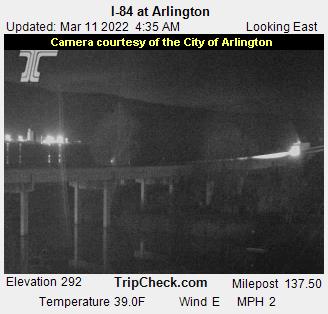 I-84 at Arlington
Updated: Mar 11 2022 4:35 AM Looking East
Camera courtesy of the City of Arlington
Elevation 292 TripCheck.com Milepost 137.50
Temperature 39.0F Wind E MPH 2